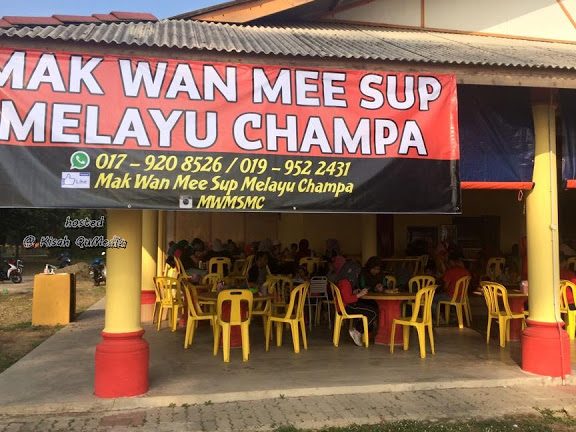 MAK WAN MEE SUP
MELAYU CHAMPA
017 - 920 8526 / 019 - 952 2431
Mak Wan Mee Sup Melayu Champa
MWMSMC
hosted
@ Kisah QuMedia